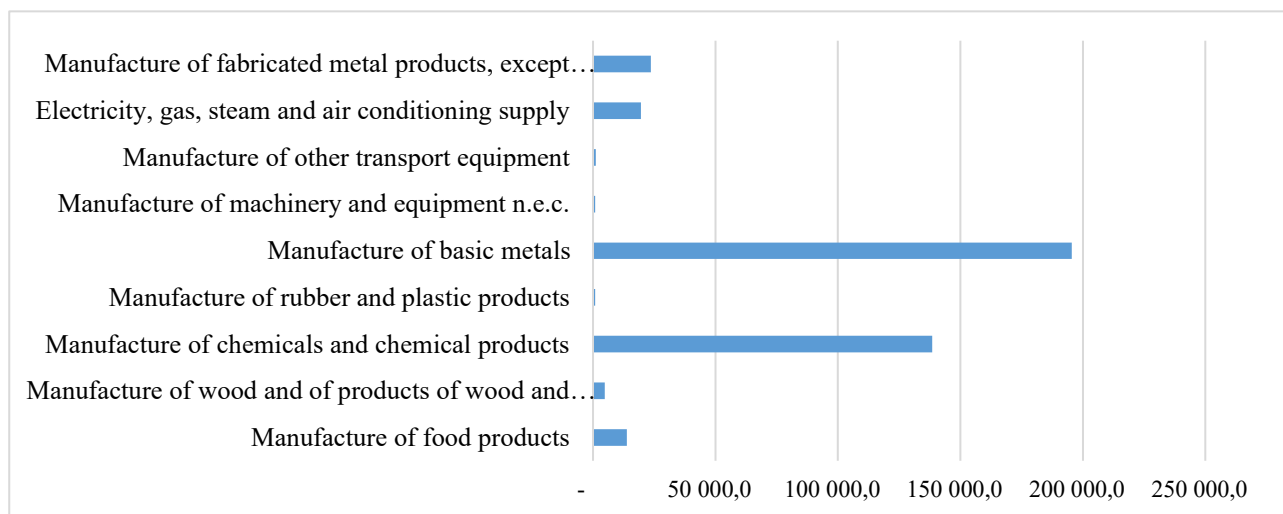 Manufacture of fabricated metal products, except…
Electricity, gas, steam and air conditioning supply
Manufacture of other transport equipment
Manufacture of machinery and equipment n.e.c.
Manufacture of basic metals
Manufacture of rubber and plastic products
Manufacture of chemicals and chemical products
Manufacture of wood and of products of wood and…
Manufacture of food products
- 50 000,0 100 000,0 150 000,0 200 000,0 250 000,0